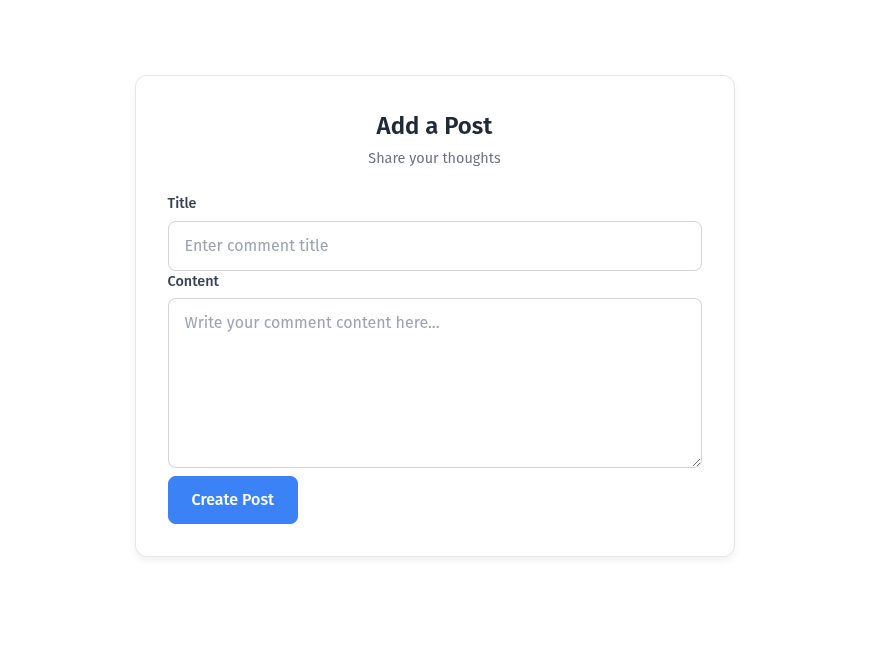 Add a Post
Share your thoughts
Title
Enter comment title
Content
Write your comment content here...
Create Post